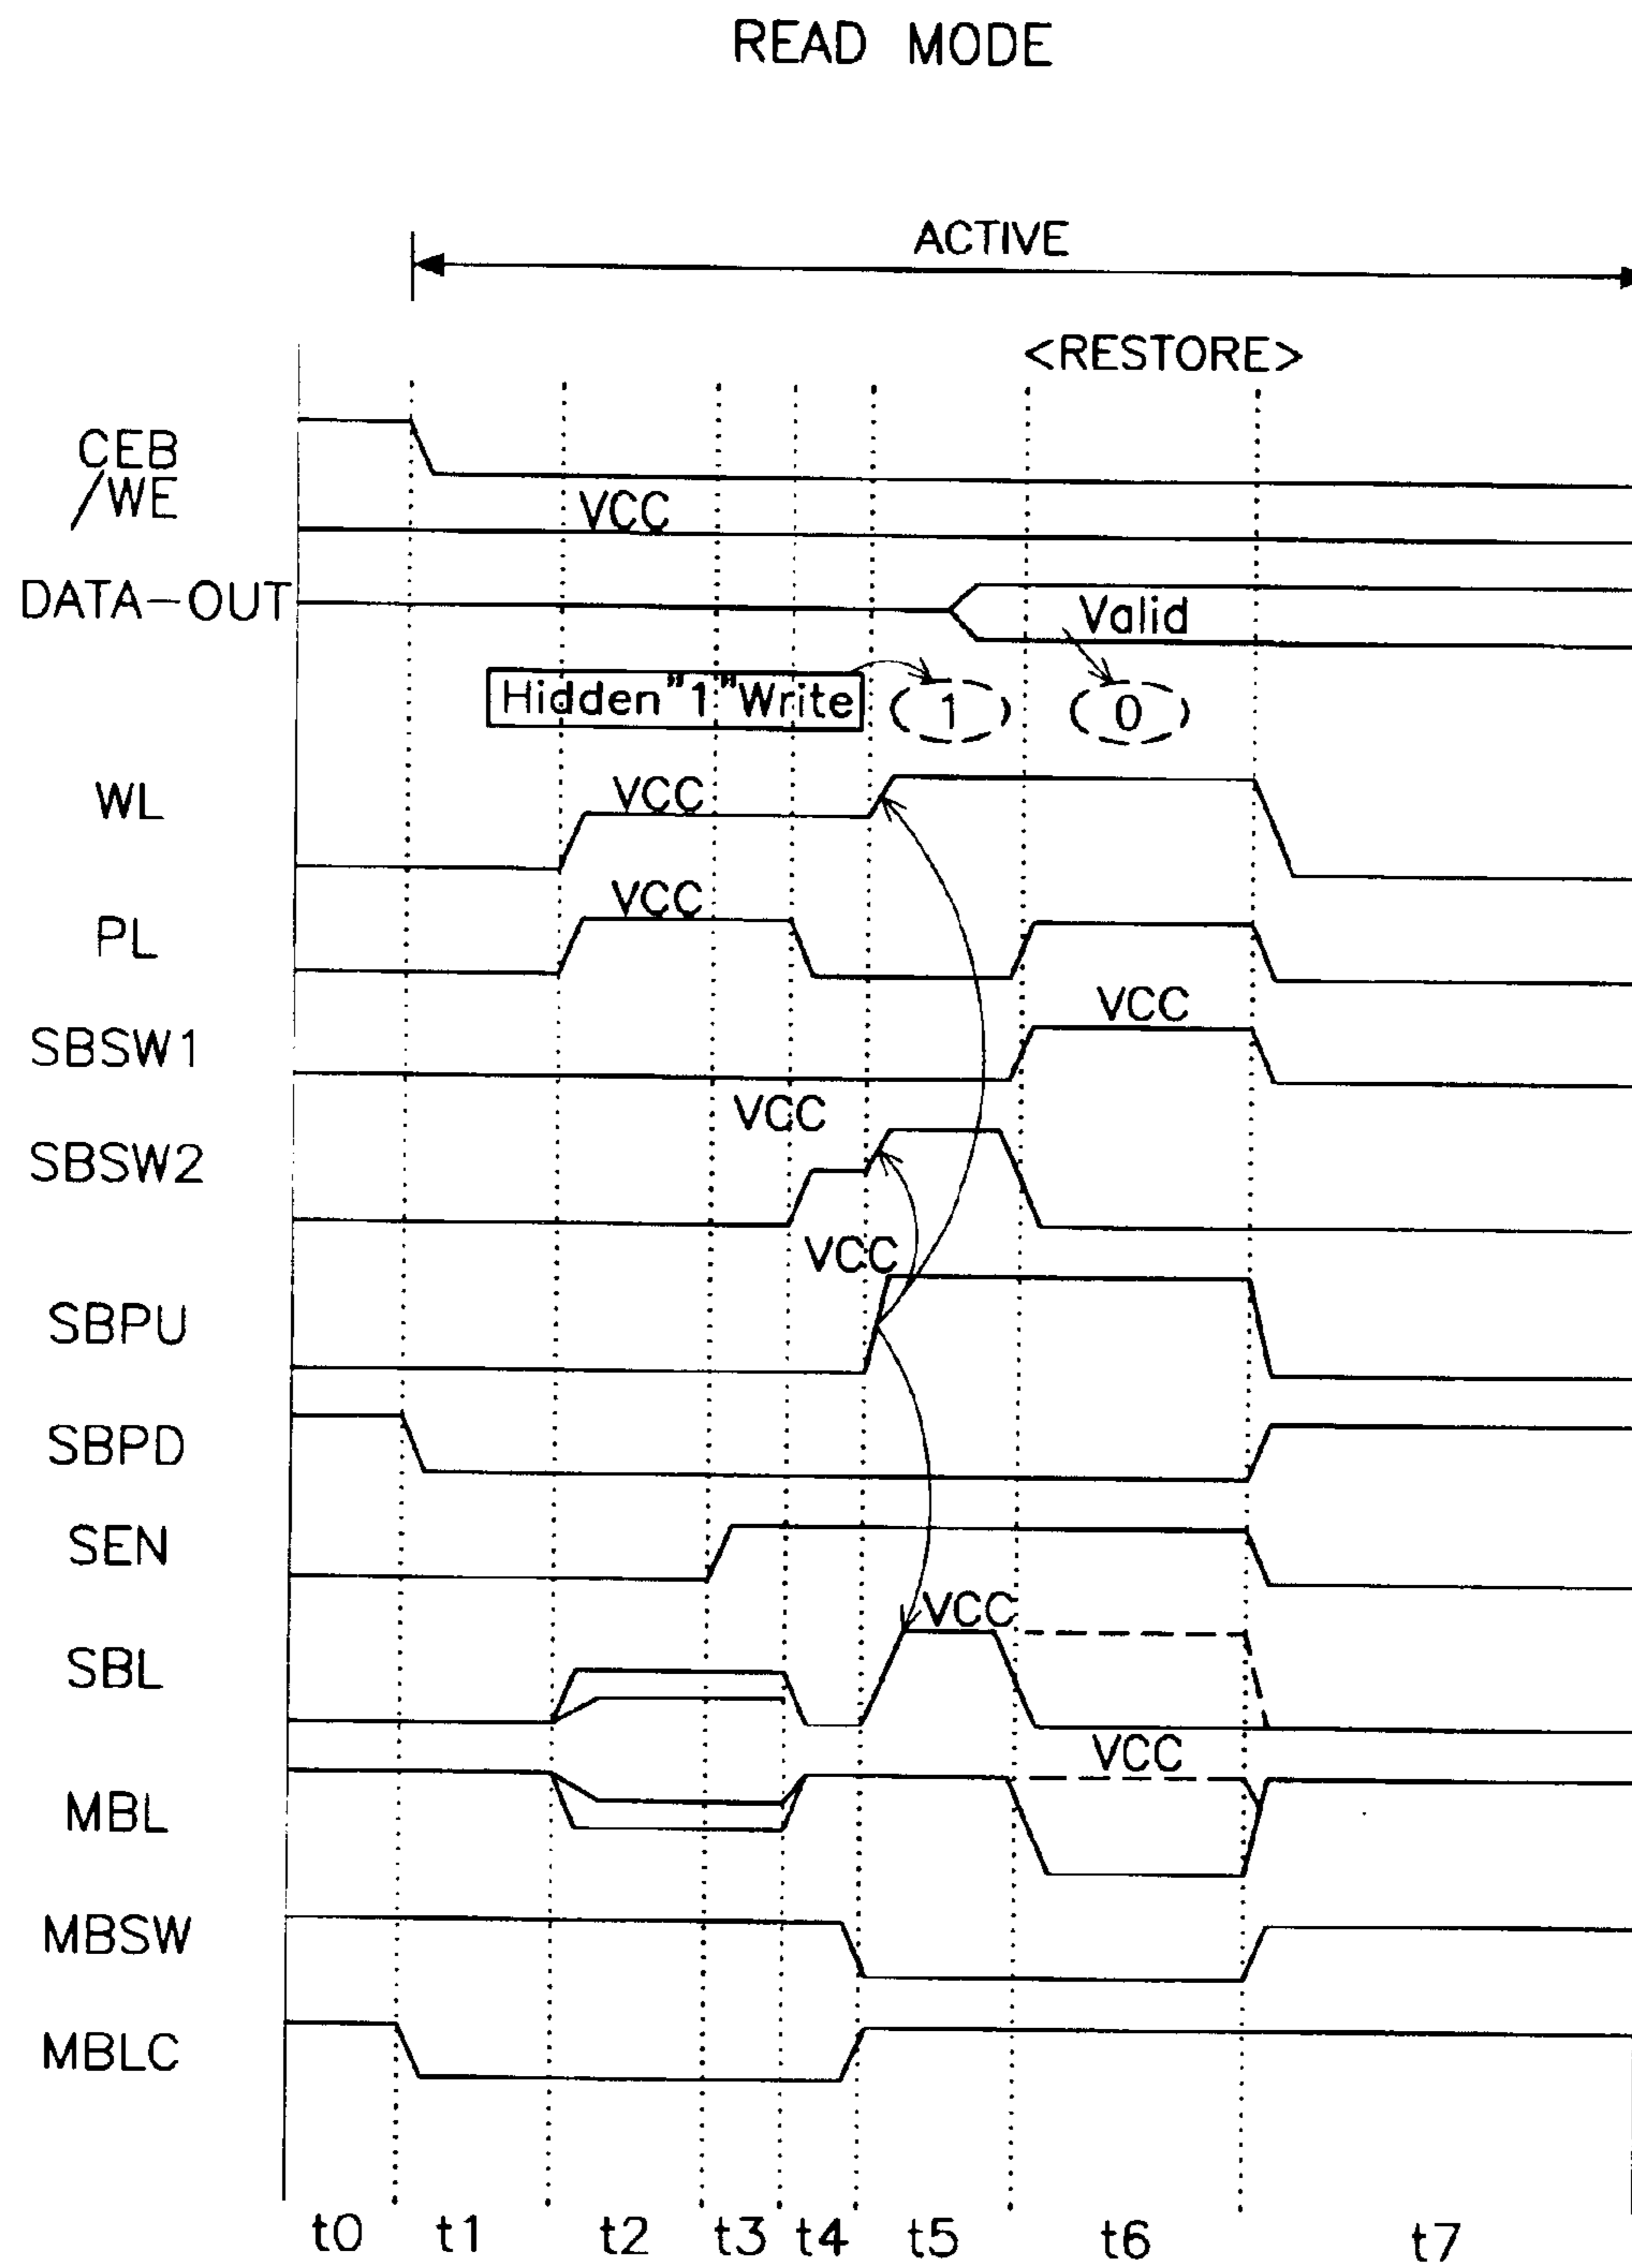 READ MODE
ACTIVE
<RESTORE>
CEB
/WE
VCC
DATA-OUT
Valid
Hidden"1"Write
1
0
WL
VCC
PL
VCC
SBSW1
VCC
VCC
SBSW2
VCC
SBPU
SBPD
SEN
SBL
VCC
MBL
VCC
MBSW
MBLC
t0 t1 t2 t3 t4 t5 t6 t7